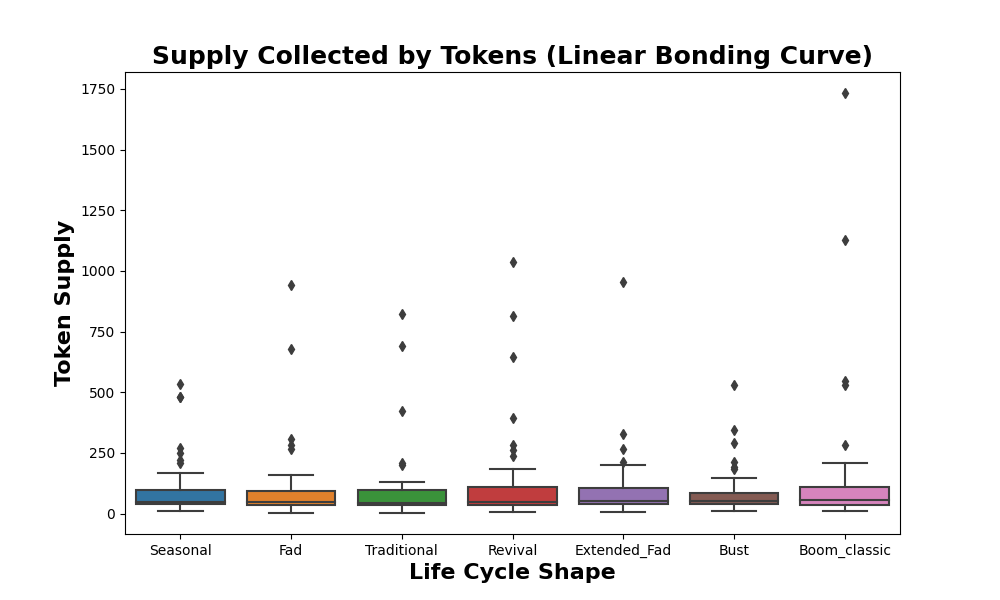 Supply Collected by Tokens (Linear Bonding Curve)
Token Supply
1750
1500
1250
1000
750
500
250
0
Seasonal Fad Traditional Revival Extended_Fad Bust Boom_classic
Life Cycle Shape